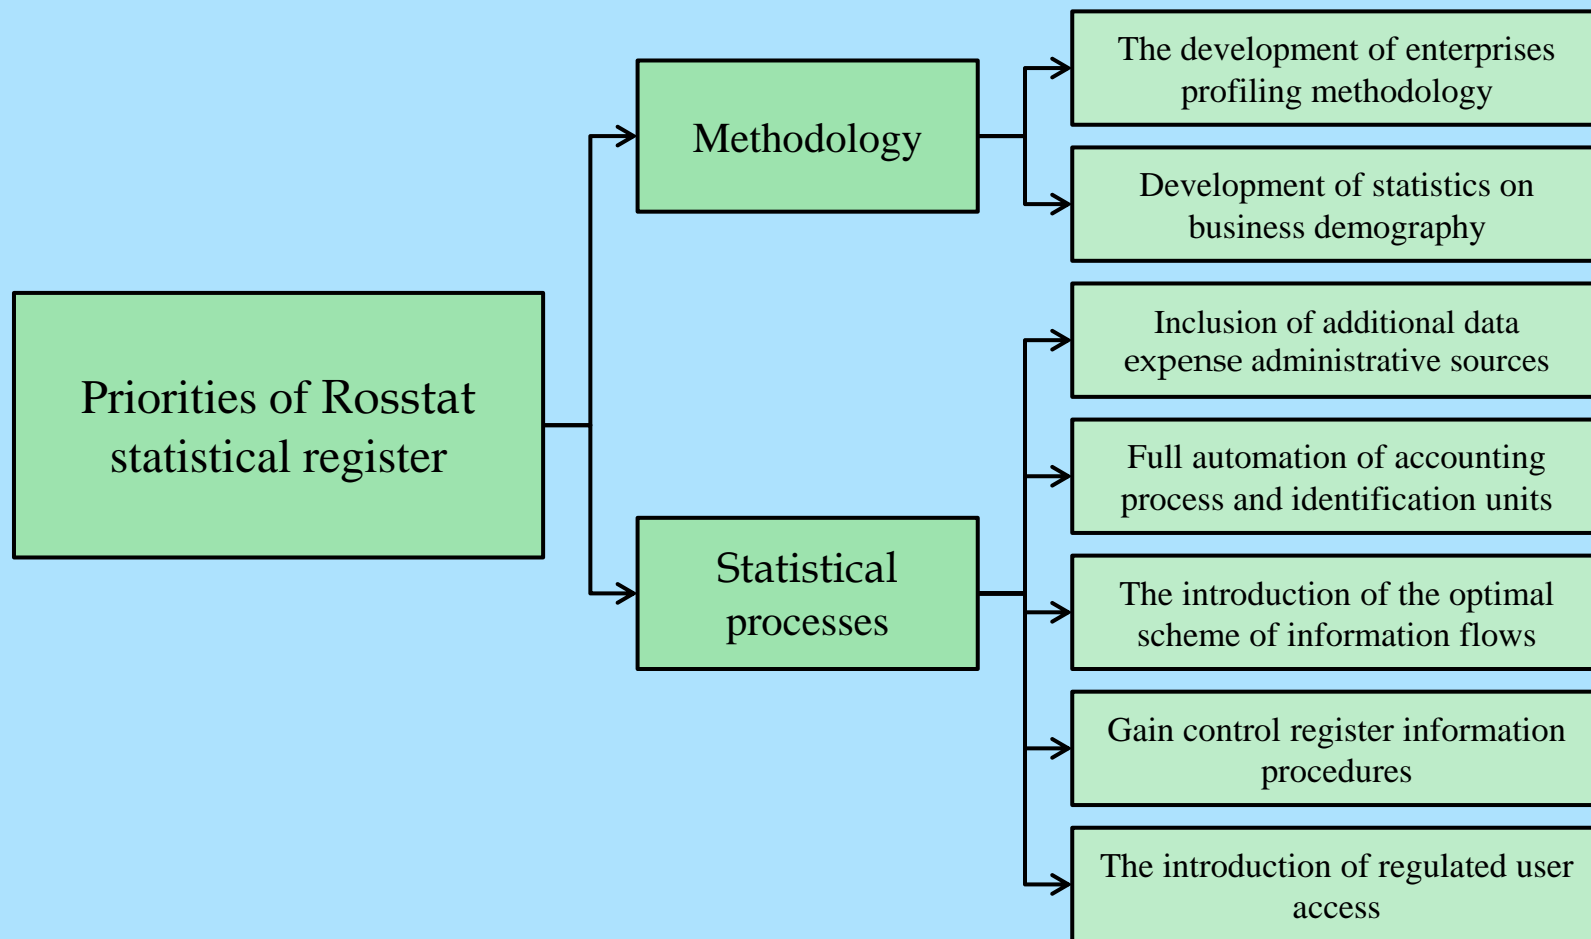 Priorities of Rosstat
statistical register
Methodology
The development of enterprises
profiling methodology
Development of statistics on
business demography
Statistical
processes
Inclusion of additional data
expense administrative sources
Full automation of accounting
process and identification units
The introduction of the optimal
scheme of information flows
Gain control register information
procedures
The introduction of regulated user
access